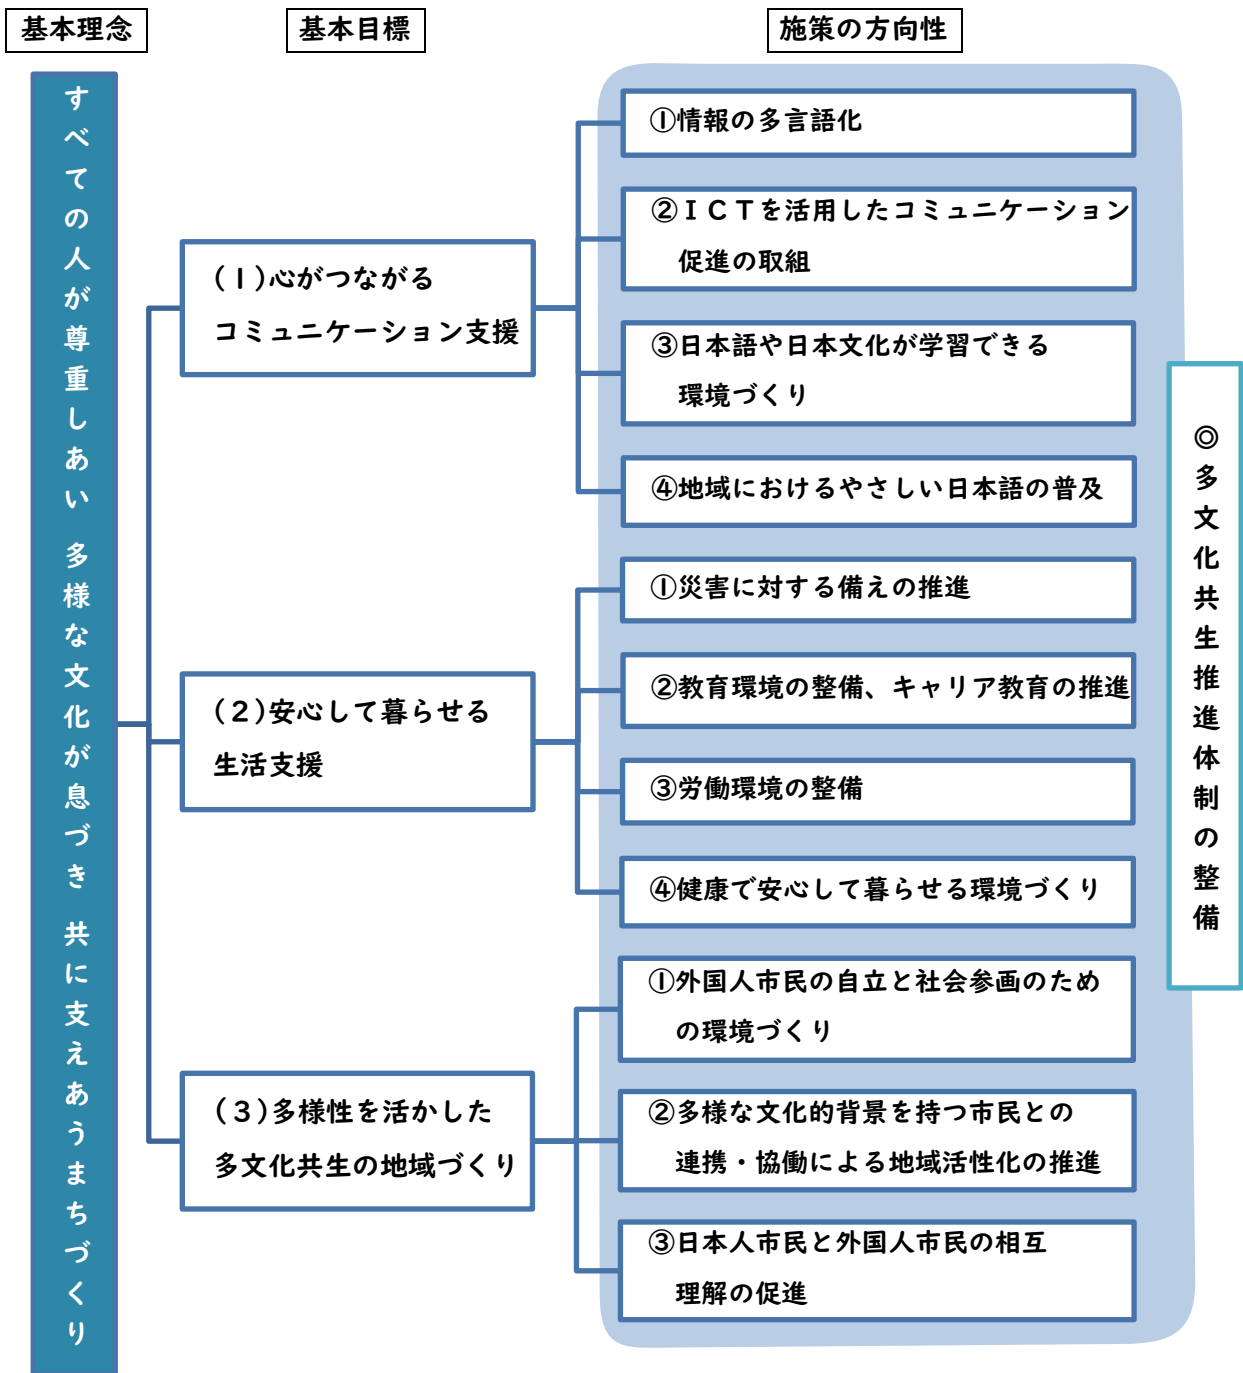 基本理念
基本目標
施策の方向性
すべての人が尊重しあい 多様な文化が息づき 共に支えあうまちづくり
(1)心がつながる
コミュニケーション支援
①情報の多言語化
②ICTを活用したコミュニケーション
促進の取組
③日本語や日本文化が学習できる
環境づくり
④地域におけるやさしい日本語の普及
(2)安心して暮らせる
生活支援
①災害に対する備えの推進
②教育環境の整備、キャリア教育の推進
③労働環境の整備
④健康で安心して暮らせる環境づくり
(3)多様性を活かした
多文化共生の地域づくり
①外国人市民の自立と社会参画のため
の環境づくり
②多様な文化的背景を持つ市民との
連携・協働による地域活性化の推進
③日本人市民と外国人市民の相互
理解の促進
◎多文化共生推進体制の整備